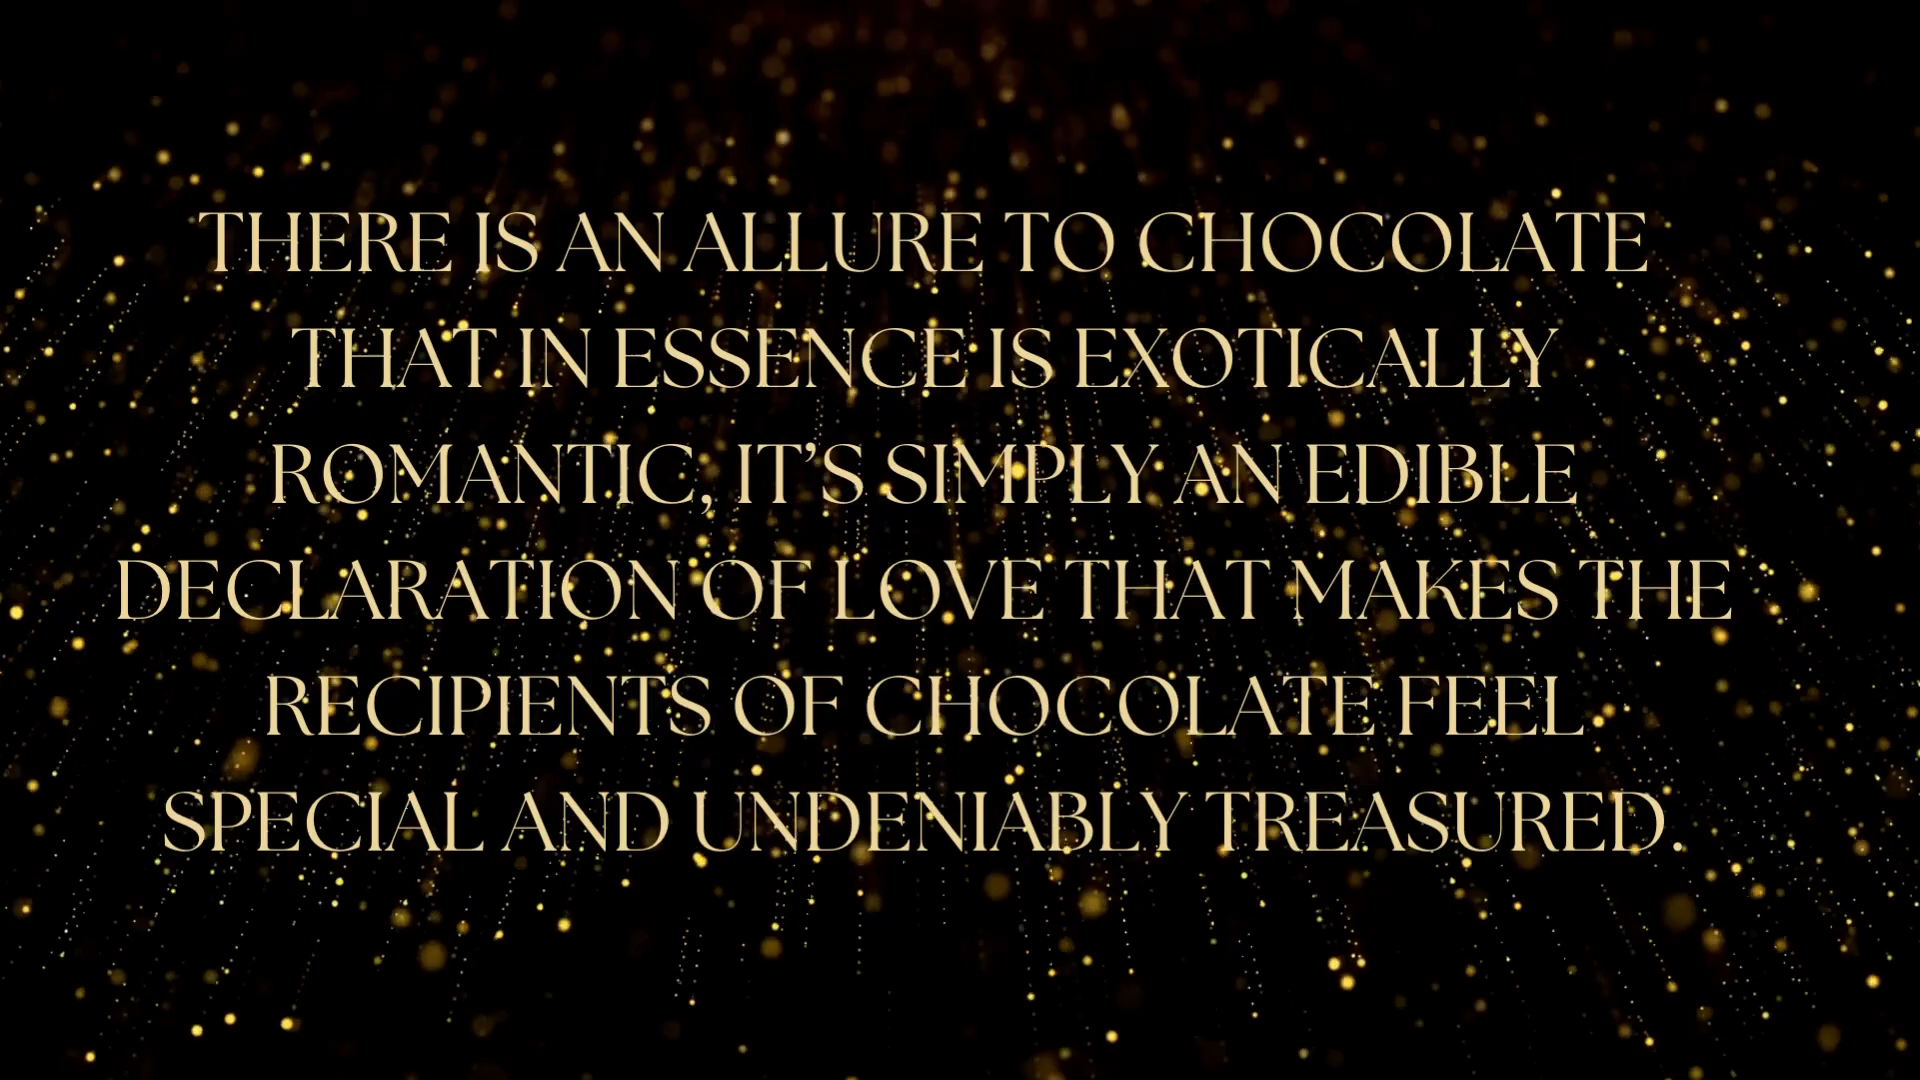 THERE IS AN ALLURE TO CHOCOLATE
THAT IN ESSENCE IS EXOTICALLY
ROMANTIC, IT’S SIMPLY AN EDIBLE
DECLARATION OF LOVE THAT MAKES THE
RECIPIENTS OF CHOCOLATE FEEL
SPECIAL AND UNDENIABLY TREASURED.